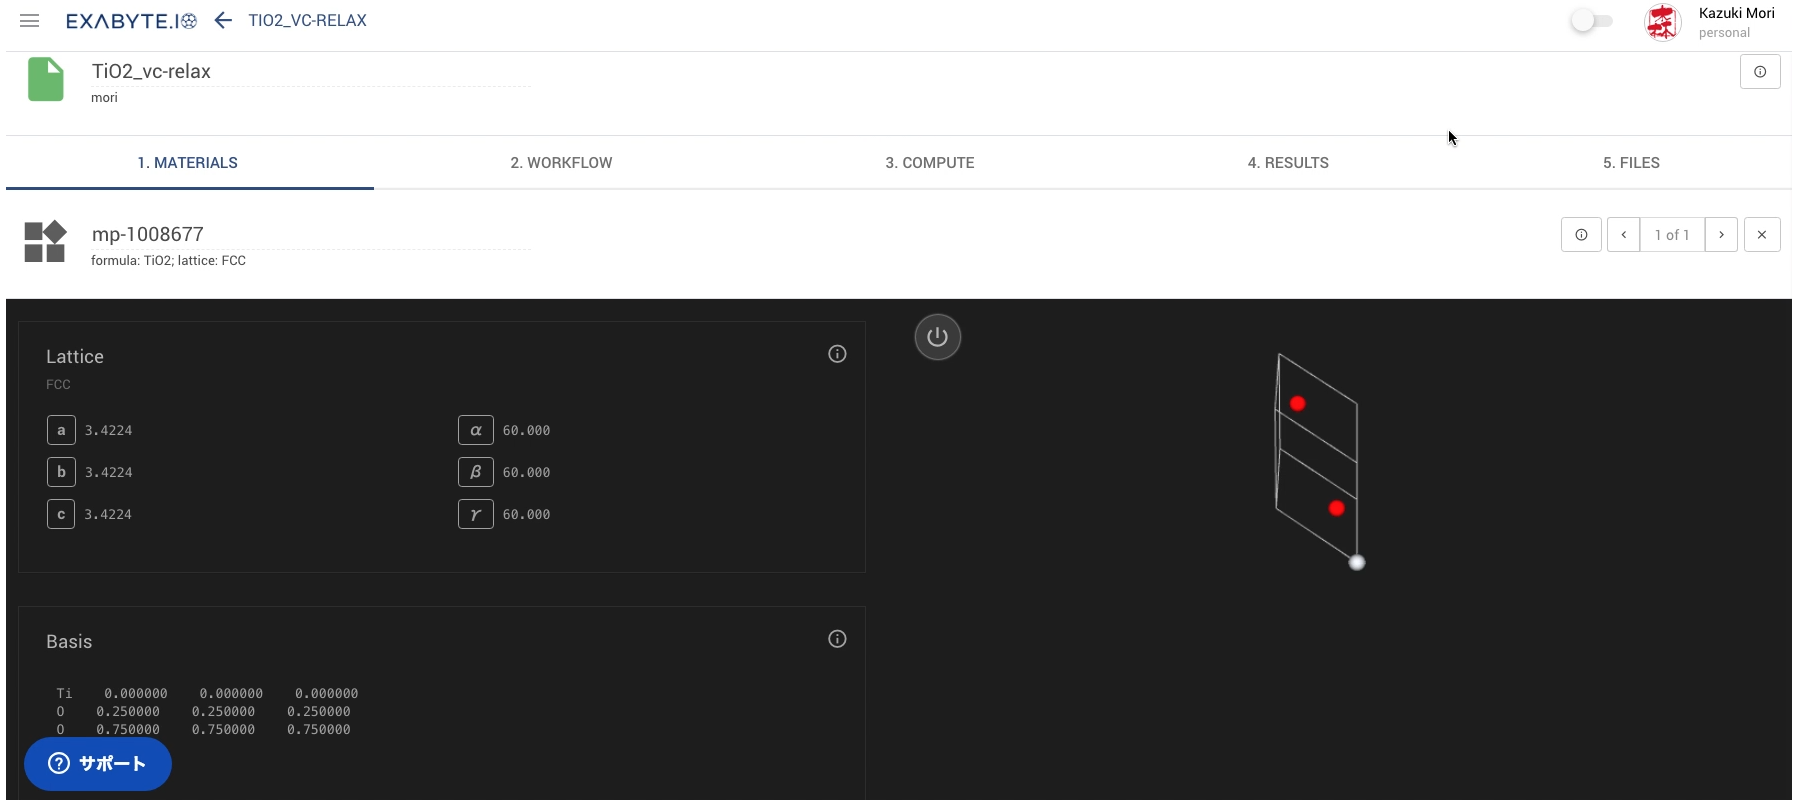 EXABYTE.IO TIO2_VC-RELAX
Kazuki Mori
personal
TiO2_vc-relax
mori
1. MATERIALS 2. WORKFLOW 3. COMPUTE 4. RESULTS 5. FILES
mp-1008677
formula: TiO2; lattice: FCC
1 of 1
Lattice
FCC
a 3.4224 α 60.000
b 3.4224 β 60.000
c 3.4224 γ 60.000
Basis
Ti 0.000000 0.000000 0.000000
O 0.250000 0.250000 0.250000
O 0.750000 0.750000 0.750000
サポート